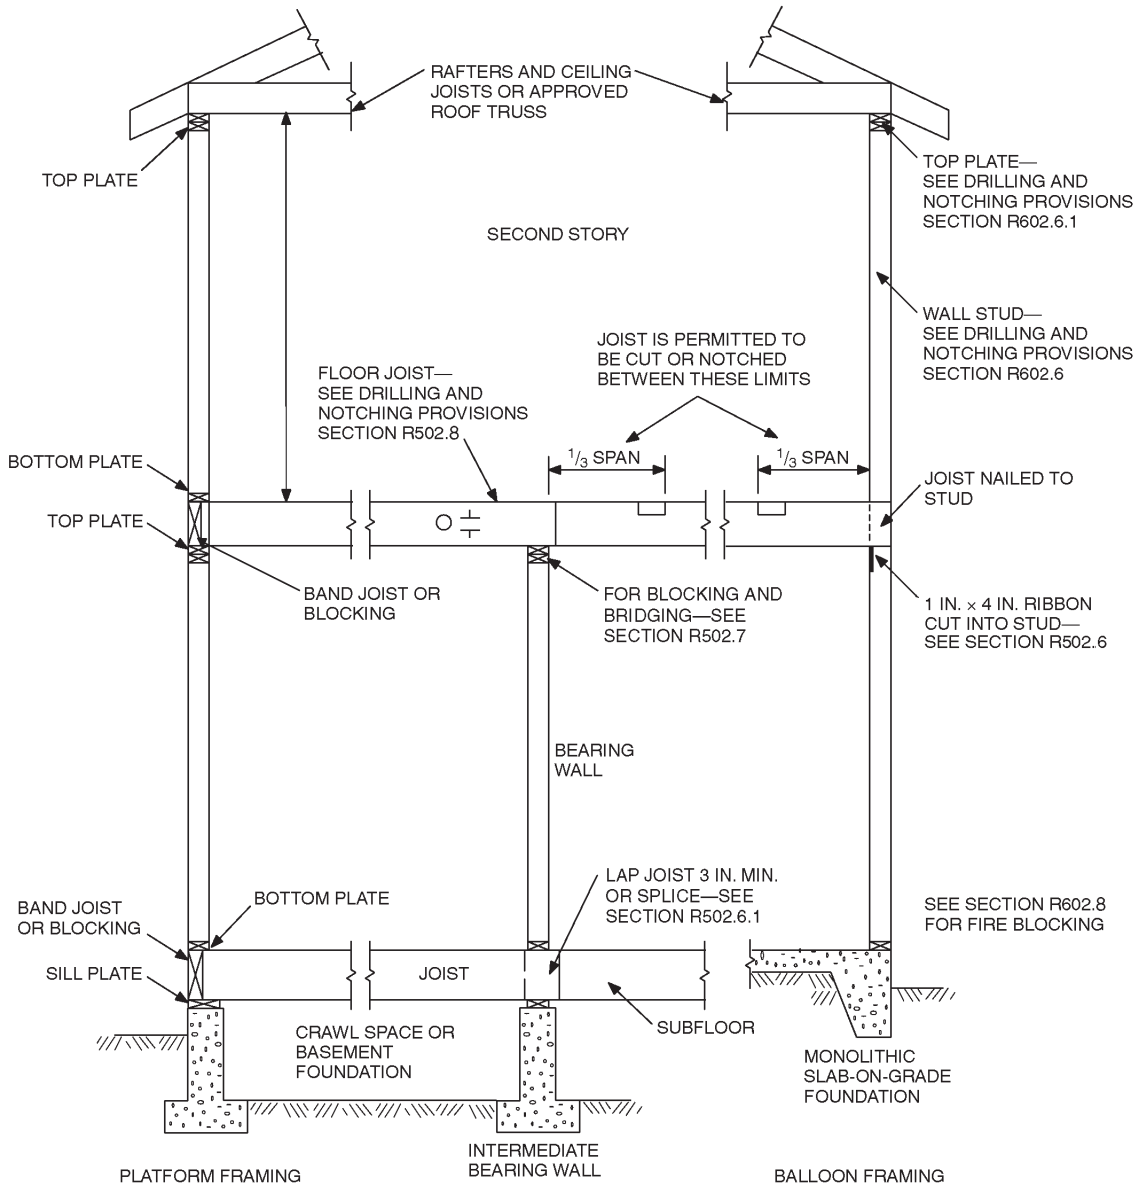 RAFTERS AND CEILING
JOISTS OR APPROVED
ROOF TRUSS
TOP PLATE
TOP PLATE—
SEE DRILLING AND
NOTCHING PROVISIONS
SECTION R602.6.1
SECOND STORY
WALL STUD—
SEE DRILLING AND
NOTCHING PROVISIONS
SECTION R602.6
JOIST IS PERMITTED TO
BE CUT OR NOTCHED
BETWEEN THESE LIMITS
FLOOR JOIST—
SEE DRILLING AND
NOTCHING PROVISIONS
SECTION R502.8
1/3 SPAN
1/3 SPAN
BOTTOM PLATE
JOIST NAILED TO
STUD
TOP PLATE
BAND JOIST OR
BLOCKING
FOR BLOCKING AND
BRIDGING—SEE
SECTION R502.7
1 IN. × 4 IN. RIBBON
CUT INTO STUD—
SEE SECTION R502.6
BEARING
WALL
LAP JOIST 3 IN. MIN.
OR SPLICE—SEE
SECTION R502.6.1
BOTTOM PLATE
BAND JOIST
OR BLOCKING
SEE SECTION R602.8
FOR FIRE BLOCKING
SILL PLATE
JOIST
SUBFLOOR
CRAWL SPACE OR
BASEMENT
FOUNDATION
MONOLITHIC
SLAB-ON-GRADE
FOUNDATION
INTERMEDIATE
BEARING WALL
PLATFORM FRAMING
BALLOON FRAMING